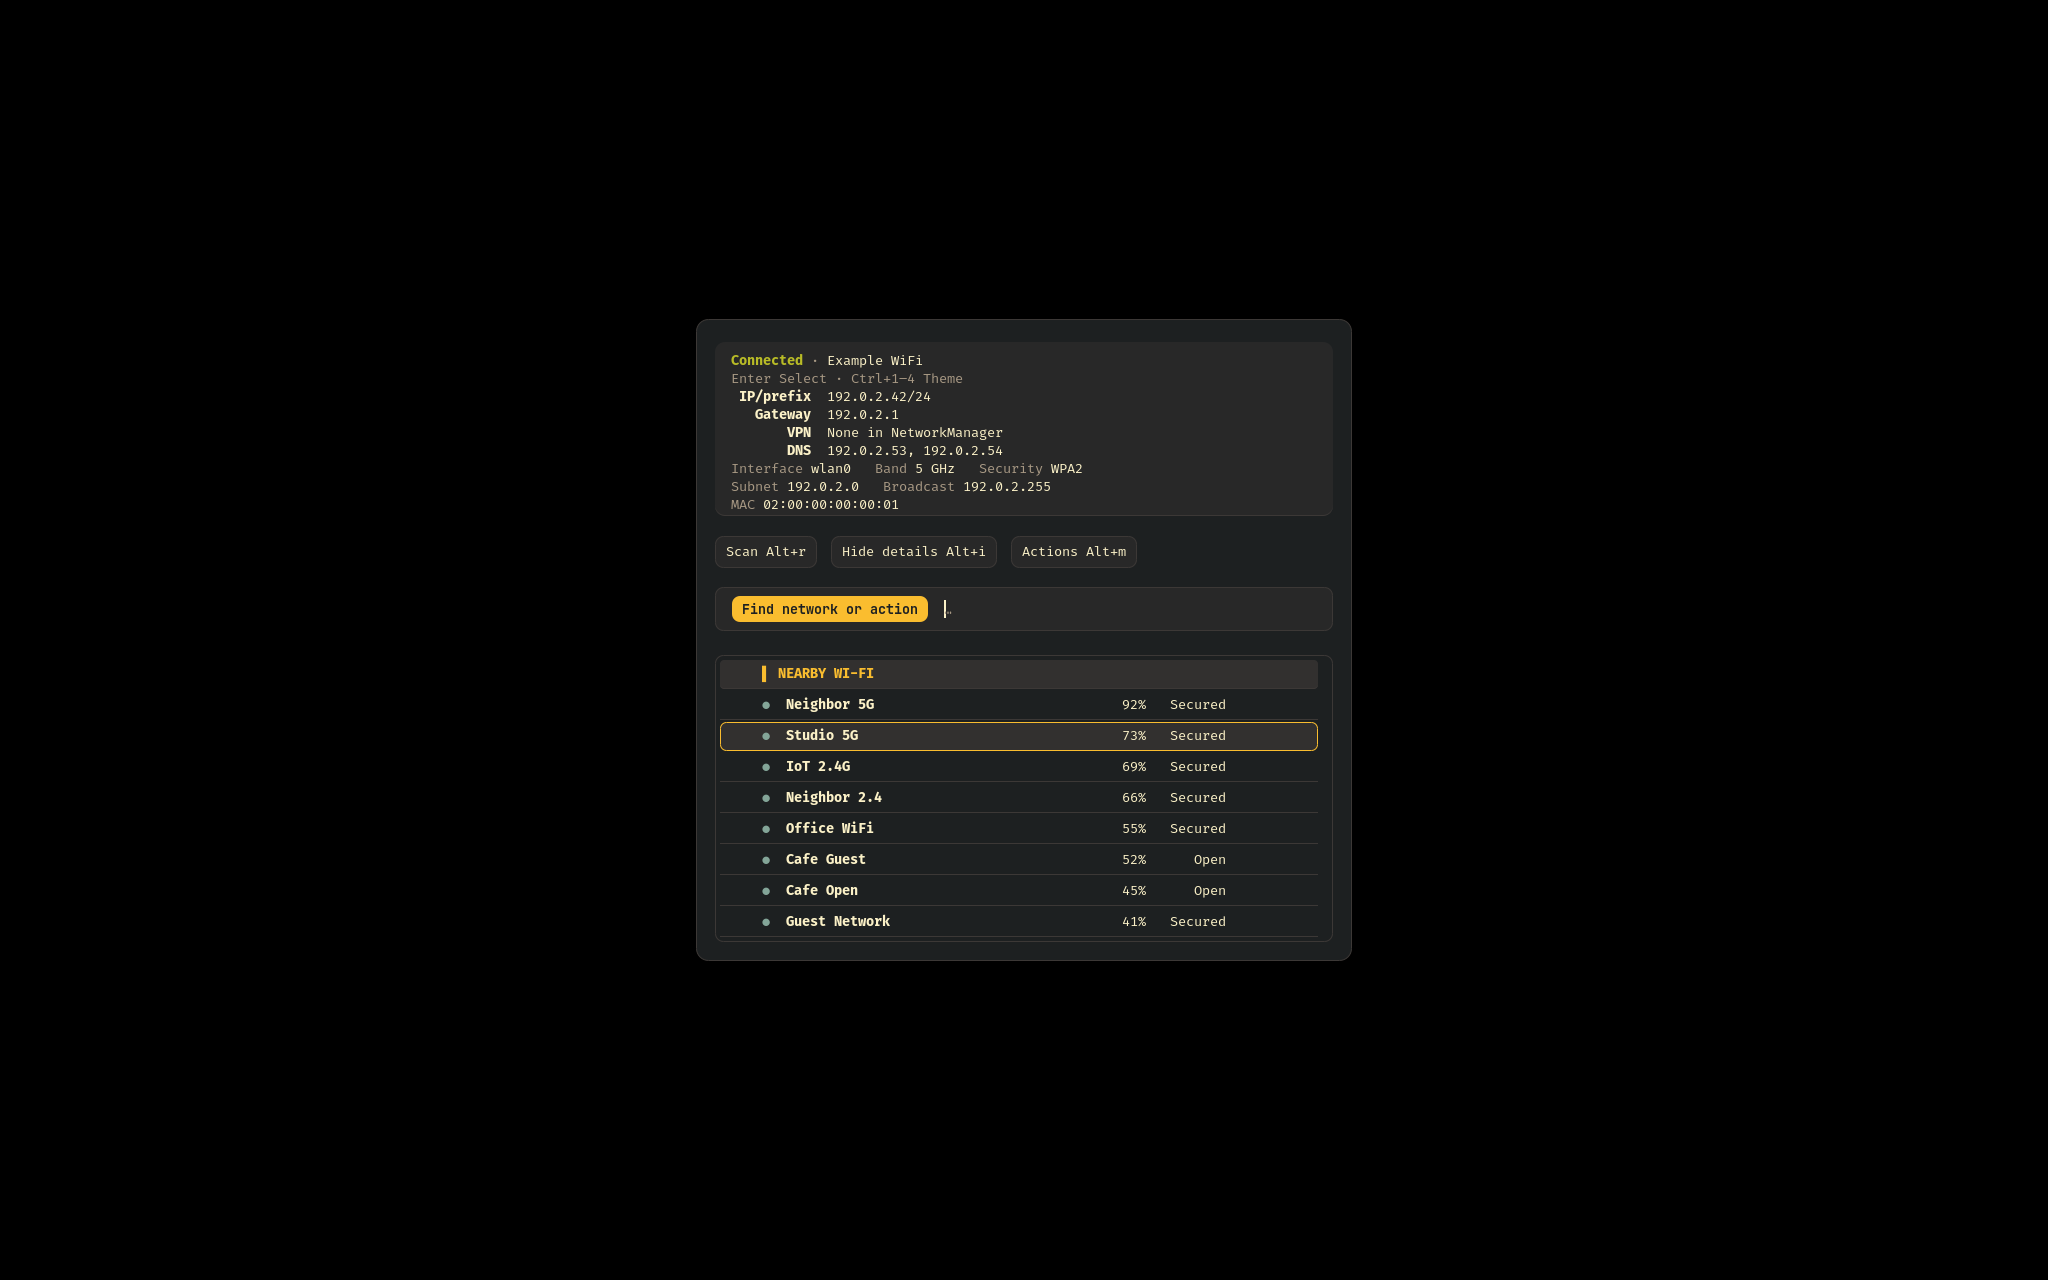 Connected · Example WiFi
Enter Select · Ctrl+1–4 Theme
IP/prefix 192.0.2.42/24
Gateway 192.0.2.1
VPN None in NetworkManager
DNS 192.0.2.53, 192.0.2.54
Interface wlan0 Band 5 GHz Security WPA2
Subnet 192.0.2.0 Broadcast 192.0.2.255
MAC 02:00:00:00:00:01
Scan Alt+r Hide details Alt+i Actions Alt+m
Find network or action …
NEARBY WI-FI
● Neighbor 5G 92% Secured
● Studio 5G 73% Secured
● IoT 2.4G 69% Secured
● Neighbor 2.4 66% Secured
● Office WiFi 55% Secured
● Cafe Guest 52% Open
● Cafe Open 45% Open
● Guest Network 41% Secured